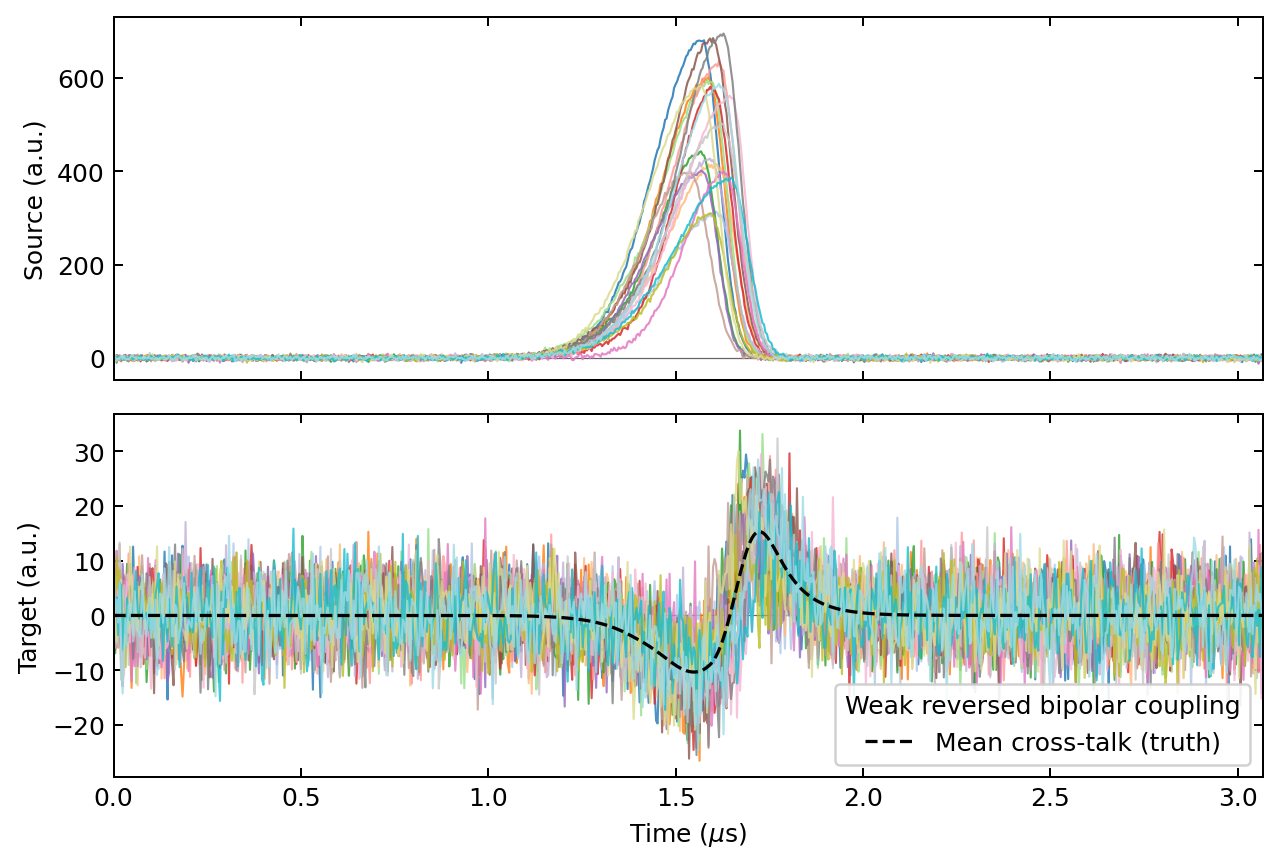 Source (a.u.)
600
400
200
0
Target (a.u.)
30
20
10
0
−10
−20
Weak reversed bipolar coupling
Mean cross-talk (truth)
0.0 0.5 1.0 1.5 2.0 2.5 3.0
Time (μs)